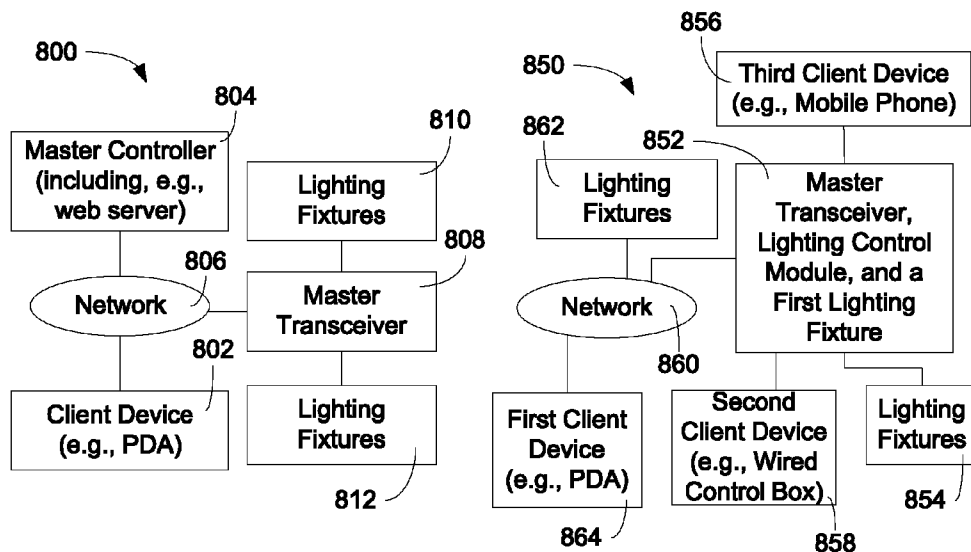 800
804
Master Controller
(including, e.g.,
web server)
810
Lighting
Fixtures
806
Network
808
Master
Transceiver
802
Client Device
(e.g., PDA)
Lighting
Fixtures
812
856
850
Third Client Device
(e.g., Mobile Phone)
862
Lighting
Fixtures
852
Master
Transceiver,
Lighting Control
Module, and a
First Lighting
Fixture
Network
860
First Client
Device
(e.g., PDA)
864
Second
Client Device
(e.g., Wired
Control Box)
858
Lighting
Fixtures
854